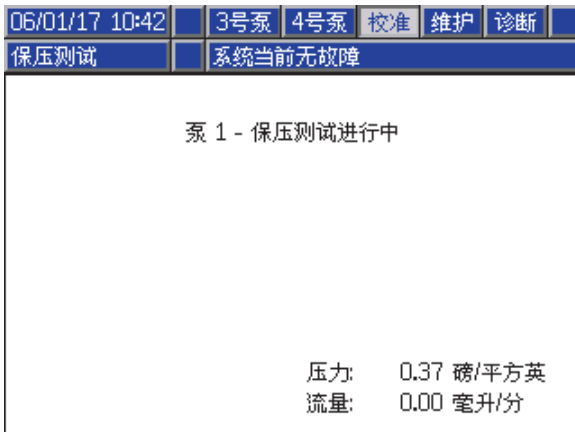 06/01/17 10:42 3号泵 4号泵 校准 维护 诊断
保压测试 系统当前无故障
泵 1 - 保压测试进行中
压力: 0.37 磅/平方英
流量: 0.00 毫升/分